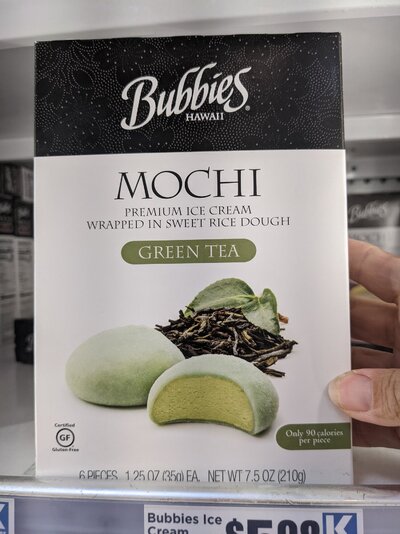 Bubbies
HAWAII
MOCHI
PREMIUM ICE CREAM
WRAPPED IN SWEET RICE DOUGH
GREEN TEA
Only 90 calories
per piece
Certified
GF
Gluten-Free
6 PIECES 1.25 OZ (35g) EA. NET WT 7.5 OZ (210g)
Bubbies Ice
Cream
K